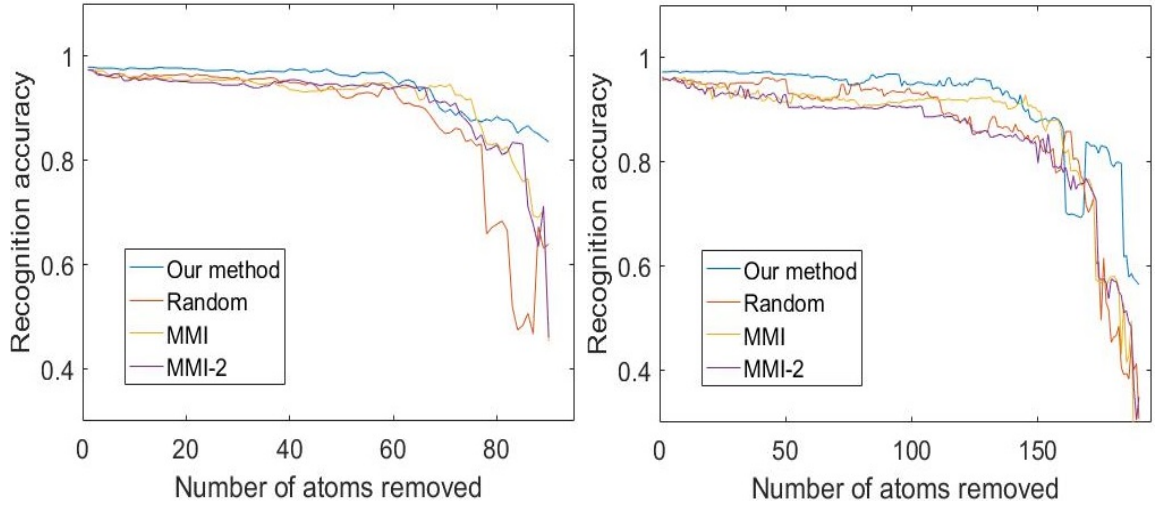 Recognition accuracy
1
0.8
0.6
0.4
Our method
Random
MMI
MMI-2
0
20
40
60
80
Number of atoms removed
Recognition accuracy
1
0.8
0.6
0.4
Our method
Random
MMI
MMI-2
0
50
100
150
Number of atoms removed